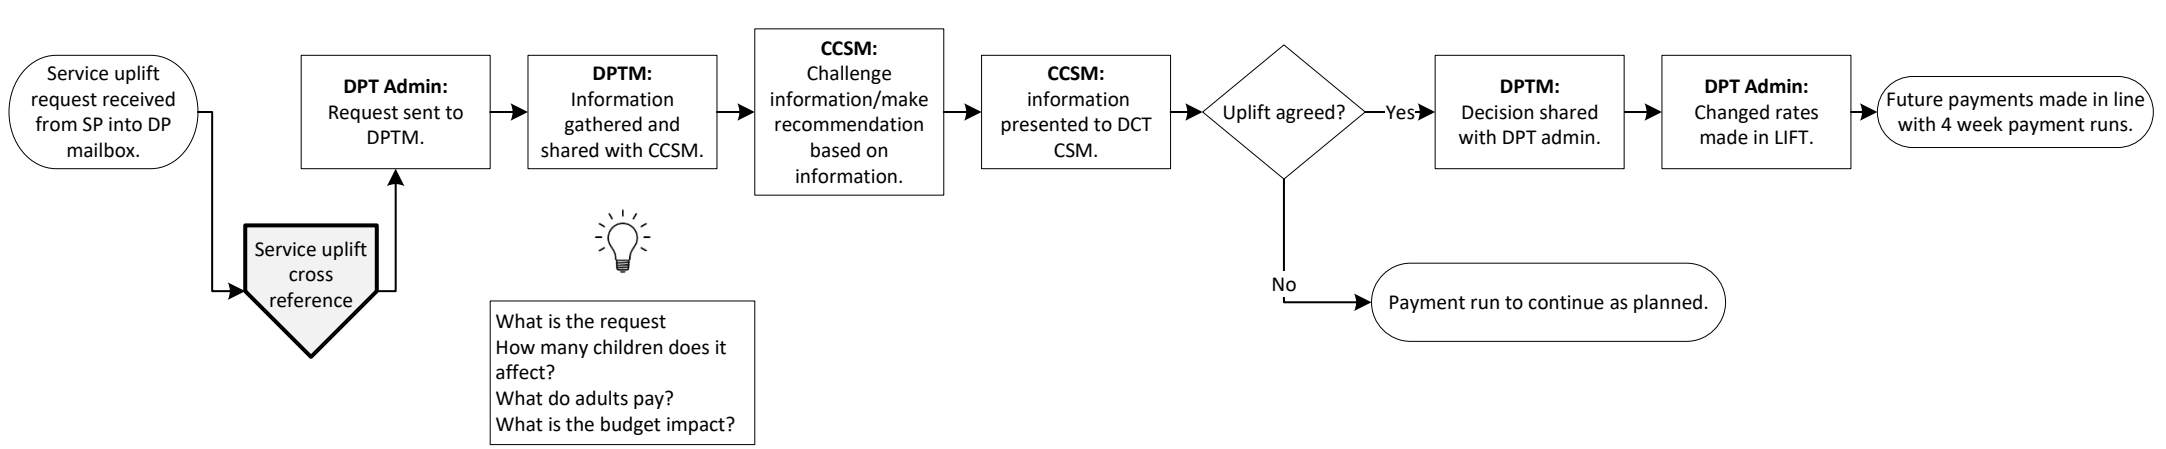 Service uplift
request received
from SP into DP
mailbox.
Service uplift
cross
reference
DPT Admin:
Request sent to
DPTM.
DPTM:
Information
gathered and
shared with CCSM.
What is the request
How many children does it
affect?
What do adults pay?
What is the budget impact?
CCSM:
Challenge
information/make
recommendation
based on
information.
CCSM:
information
presented to DCT
CSM.
Uplift agreed?
Yes
DPTM:
Decision shared
with DPT admin.
DPT Admin:
Changed rates
made in LIFT.
Future payments made in line
with 4 week payment runs.
No
Payment run to continue as planned.